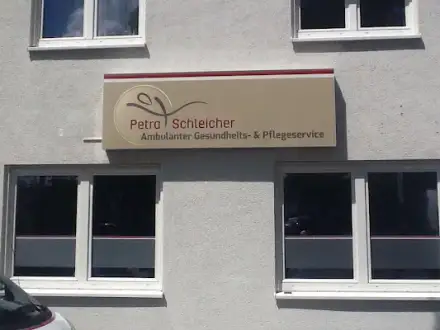 Petra Schleicher
Ambulanter Gesundheits- & Pflegeservice